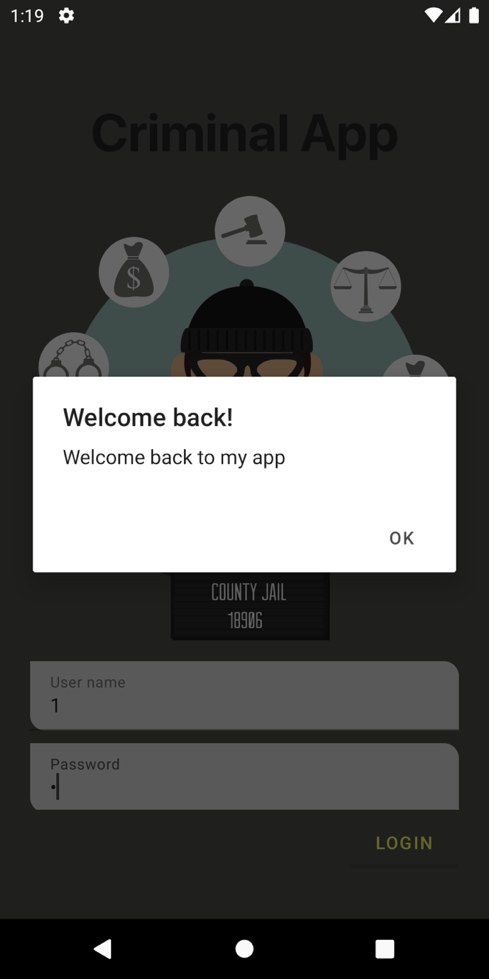 1:19
Criminal App
$
Welcome back!
Welcome back to my app
OK
COUNTY JAIL
18906
User name
1
Password
•
LOGIN